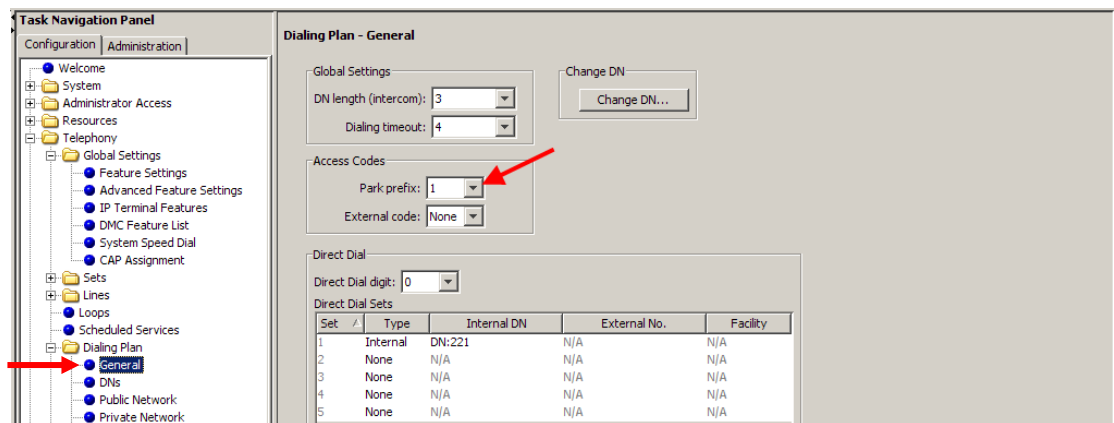 Task Navigation Panel
Configuration
Administration
Welcome
System
Administrator Access
Resources
Telephony
Global Settings
Feature Settings
Advanced Feature Settings
IP Terminal Features
DMC Feature List
System Speed Dial
CAP Assignment
Sets
Lines
Loops
Scheduled Services
Dialing Plan
General
DNs
Public Network
Private Network
Dialing Plan - General
Global Settings
DN length (intercom): 3
Dialing timeout: 4
Change DN
Change DN...
Access Codes
Park prefix: 1
External code: None
Direct Dial
Direct Dial digit: 0
Direct Dial Sets
Set Type Internal DN External No. Facility
1 Internal DN:221 N/A N/A
2 None N/A N/A N/A
3 None N/A N/A N/A
4 None N/A N/A N/A
5 None N/A N/A N/A